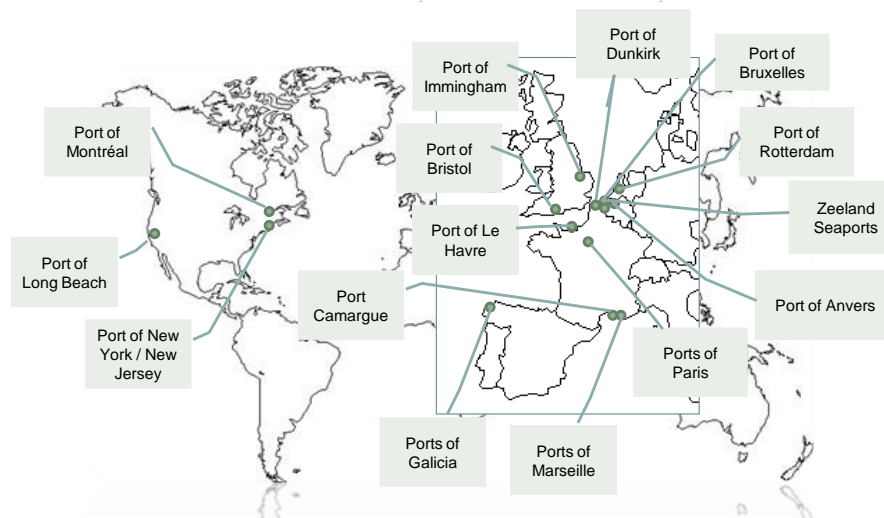 Port of
Dunkirk
Port of
Bruxelles
Port of
Immingham
Port of
Montréal
Port of
Rotterdam
Port of
Bristol
Zeeland
Seaports
Port of Le
Havre
Port of
Long Beach
Port
Camargue
Port of Anvers
Port of New
York / New
Jersey
Ports of
Paris
Ports of
Galicia
Ports of
Marseille